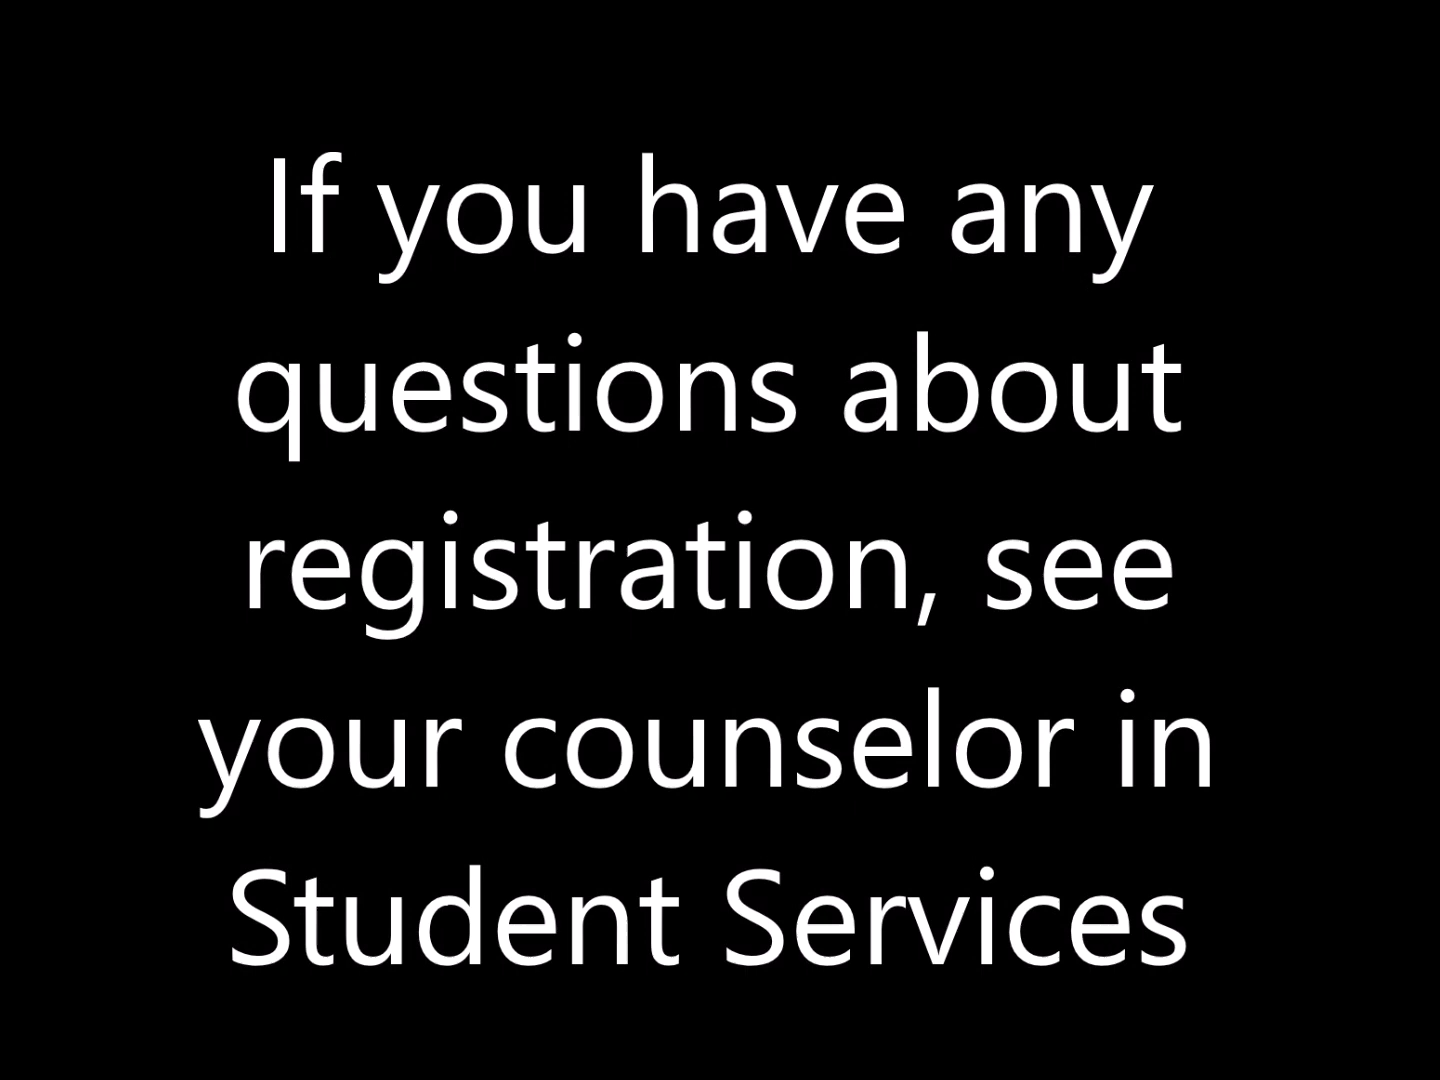 If you have any
questions about
registration, see
your counselor in
Student Services